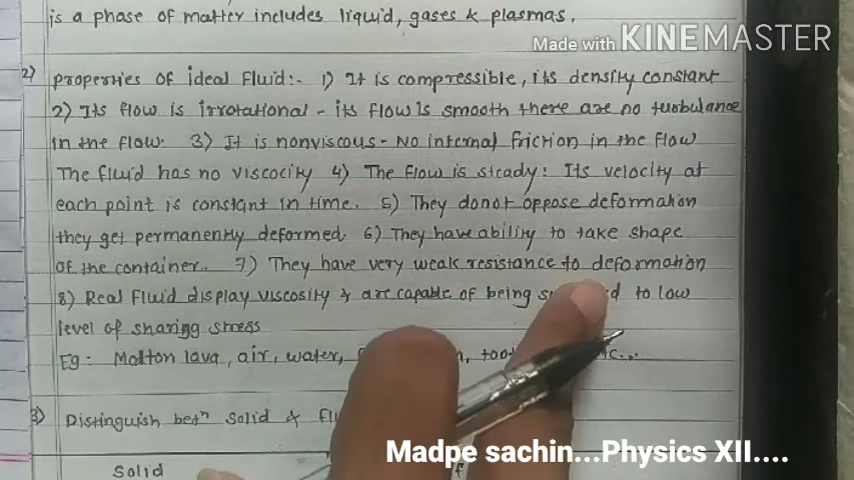 is a phase of matter includes liquid, gases & plasmas.
Made with KINEMASTER
2) properties of ideal Fluid:- 1) It is compressible, its density constant
2) Its flow is irrotational - its flow is smooth there are no turbulance
in the flow. 3) It is nonviscous - No internal friction in the flow
The fluid has no viscocity 4) The flow is steady: Its velocity at
each point is constant in time. 5) They donot oppose deformation
they get permanently deformed 6) They have ability to take shape
of the container. 7) They have very weak resistance to deformation
8) Real Fluid display viscosity & are capable of being to low
level of sharing stress
Eg: Molton lava, air, water,
3) Distinguish betn Solid &
Madpe sachin...Physics XII....
Solid